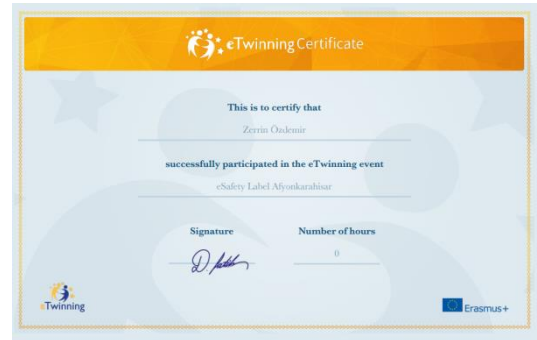 eTwinning Certificate
This is to certify that
Zerrin Özdemir
successfully participated in the eTwinning event
eSafety Label Afyonkarahisar
Signature Number of hours
0
eTwinning
Erasmus+